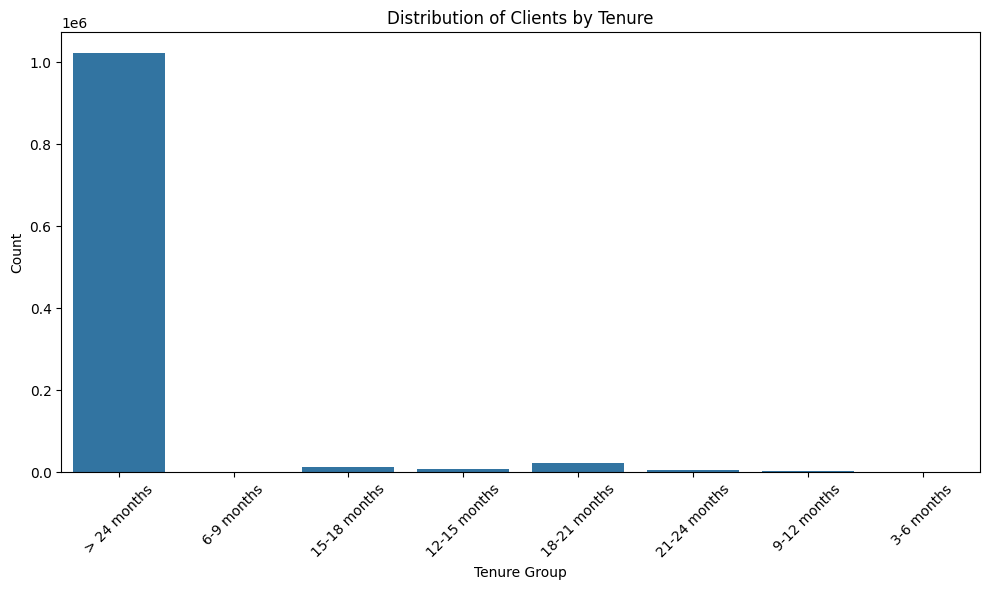 Distribution of Clients by Tenure
1e6
1.0
0.8
0.6
0.4
0.2
0.0
Count
> 24 months
6-9 months
15-18 months
12-15 months
18-21 months
21-24 months
9-12 months
3-6 months
Tenure Group